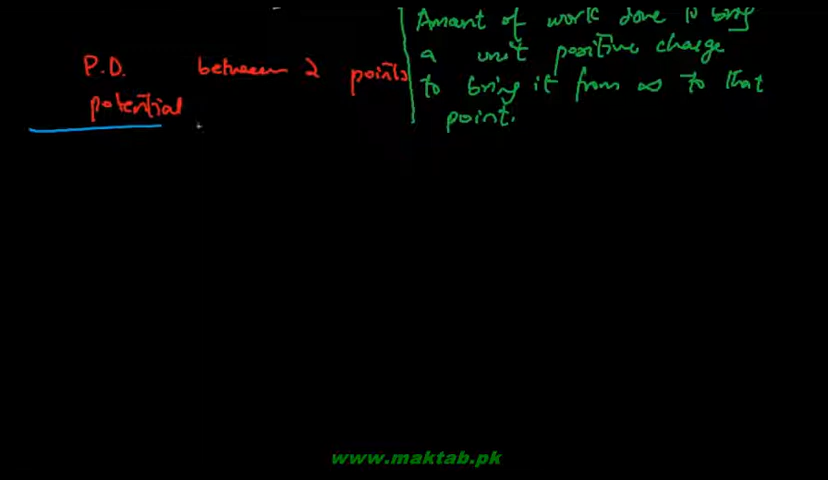 P.D. between 2 points
potential
Amount of work done to bring
a unit positive charge
to bring it from ∞ to that
point.
www.maktab.pk